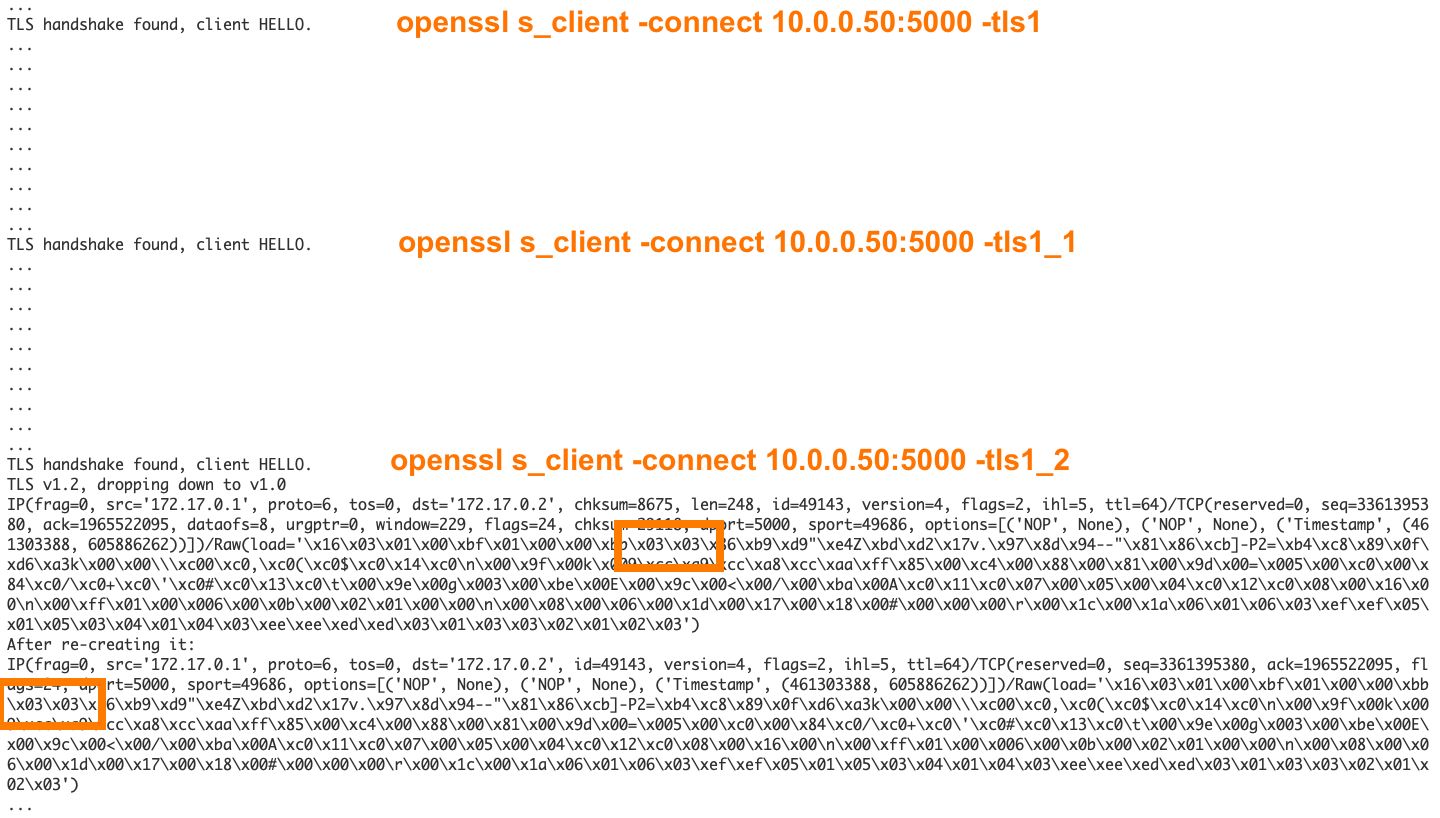 ...
TLS handshake found, client HELLO. openssl s_client -connect 10.0.0.50:5000 -tls1
...
...
...
...
...
...
...
...
...
...
TLS handshake found, client HELLO. openssl s_client -connect 10.0.0.50:5000 -tls1_1
...
...
...
...
...
...
...
...
...
...
TLS handshake found, client HELLO. openssl s_client -connect 10.0.0.50:5000 -tls1_2
TLS v1.2, dropping down to v1.0
IP(frag=0, src='172.17.0.1', proto=6, tos=0, dst='172.17.0.2', chksum=8675, len=248, id=49143, version=4, flags=2, ihl=5, ttl=64)/TCP(reserved=0, seq=33613953
80, ack=1965522095, dataofs=8, urgptr=0, window=229, flags=24, options=[('NOP', None), ('NOP', None), ('Timestamp', (4
61303388, 605886262))])/Raw(load='\x16\x03\x01\x00\xbf\x01\x00\x00\xbb\x03\x03\x86\xb9\xd9"\xe4Z\xbd\xd2\x17v.\x97\x8d\x94--"\x81\x86\xcb]-P2=\xb4\xc8\x89\x0f\
xd6\xa3k\x00\x00\\\xc00\xc0,\xc0(\xc0$\xc0\x14\xc0\n\x00\x9f\x00k\x009\xcc\xa9\xcc\xa8\xcc\xaa\xff\x85\x00\xc4\x00\x88\x00\x81\x00\x9d\x00=\x005\x00\xc0\x00\x
84\xc0/\xc0+\xc0\'\xc0#\xc0\x13\xc0\t\x00\x9e\x00g\x003\x00\xbe\x00E\x00\x9c\x00<\x00/\x00\xba\x00A\xc0\x11\xc0\x07\x00\x05\x00\x04\xc0\x12\xc0\x08\x00\x16\x0
0\n\x00\xff\x01\x00\x006\x00\x0b\x00\x02\x01\x00\x00\n\x00\x08\x00\x06\x00\x1d\x00\x17\x00\x18\x00#\x00\x00\x00\r\x00\x1c\x00\x1a\x06\x01\x06\x03\xef\xef\x05\
x01\x05\x03\x04\x01\x04\x03\xee\xee\xed\xed\x03\x01\x03\x03\x02\x01\x02\x03')
After re-creating it:
IP(frag=0, src='172.17.0.1', proto=6, tos=0, dst='172.17.0.2', id=49143, version=4, flags=2, ihl=5, ttl=64)/TCP(reserved=0, seq=3361395380, ack=1965522095, fl
ags=24, dport=5000, sport=49686, options=[('NOP', None), ('NOP', None), ('Timestamp', (461303388, 605886262))])/Raw(load='\x16\x03\x01\x00\xbf\x01\x00\x00\xbb
\x03\x03\x86\xb9\xd9"\xe4Z\xbd\xd2\x17v.\x97\x8d\x94--"\x81\x86\xcb]-P2=\xb4\xc8\x89\x0f\xd6\xa3k\x00\x00\\\xc00\xc0,\xc0(\xc0$\xc0\x14\xc0\n\x00\x9f\x00k\x00
9\xcc\xa9\xcc\xa8\xcc\xaa\xff\x85\x00\xc4\x00\x88\x00\x81\x00\x9d\x00=\x005\x00\xc0\x00\x84\xc0/\xc0+\xc0\'\xc0#\xc0\x13\xc0\t\x00\x9e\x00g\x003\x00\xbe\x00E\
x00\x9c\x00<\x00/\x00\xba\x00A\xc0\x11\xc0\x07\x00\x05\x00\x04\xc0\x12\xc0\x08\x00\x16\x00\n\x00\xff\x01\x00\x006\x00\x0b\x00\x02\x01\x00\x00\n\x00\x08\x00\x0
6\x00\x1d\x00\x17\x00\x18\x00#\x00\x00\x00\r\x00\x1c\x00\x1a\x06\x01\x06\x03\xef\xef\x05\x01\x05\x03\x04\x01\x04\x03\xee\xee\xed\xed\x03\x01\x03\x03\x02\x01\x
02\x03')
...